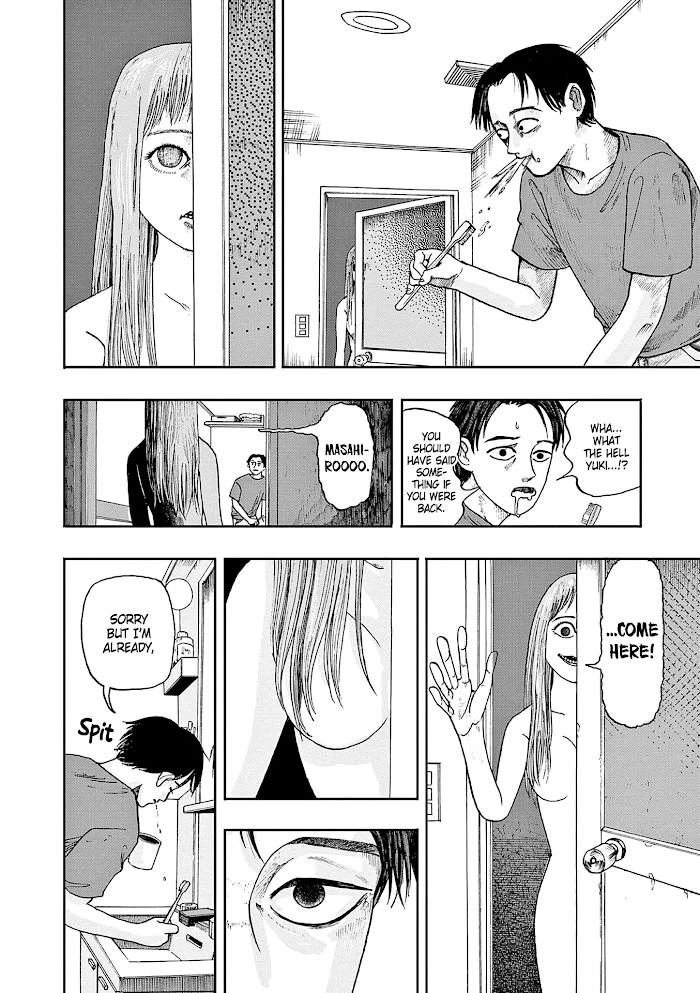 WHA...
WHAT
THE HELL
YUKI...!?
YOU
SHOULD
HAVE SAID
SOME-
THING IF
YOU WERE
BACK.
MASAHI-
ROOOO.
...COME
HERE!
SORRY
BUT I'M
ALREADY,
Spit